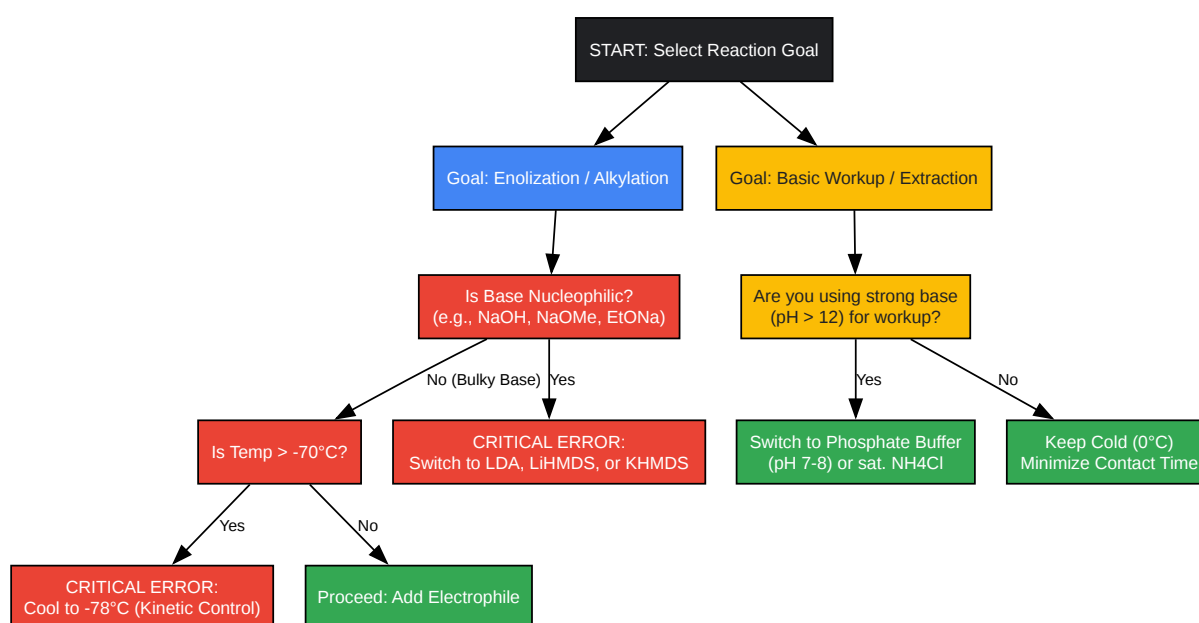 START: Select Reaction Goal
Goal: Enolization / Alkylation
Goal: Basic Workup / Extraction
Is Base Nucleophilic?
(e.g., NaOH, NaOMe, EtONa)
Are you using strong base
(pH > 12) for workup?
No (Bulky Base)
Yes
Yes
No
Is Temp > -70°C?
CRITICAL ERROR:
Switch to LDA, LiHMDS, or KHMDS
Switch to Phosphate Buffer
(pH 7-8) or sat. NH4Cl
Keep Cold (0°C)
Minimize Contact Time
Yes
No
CRITICAL ERROR:
Cool to -78°C (Kinetic Control)
Proceed: Add Electrophile